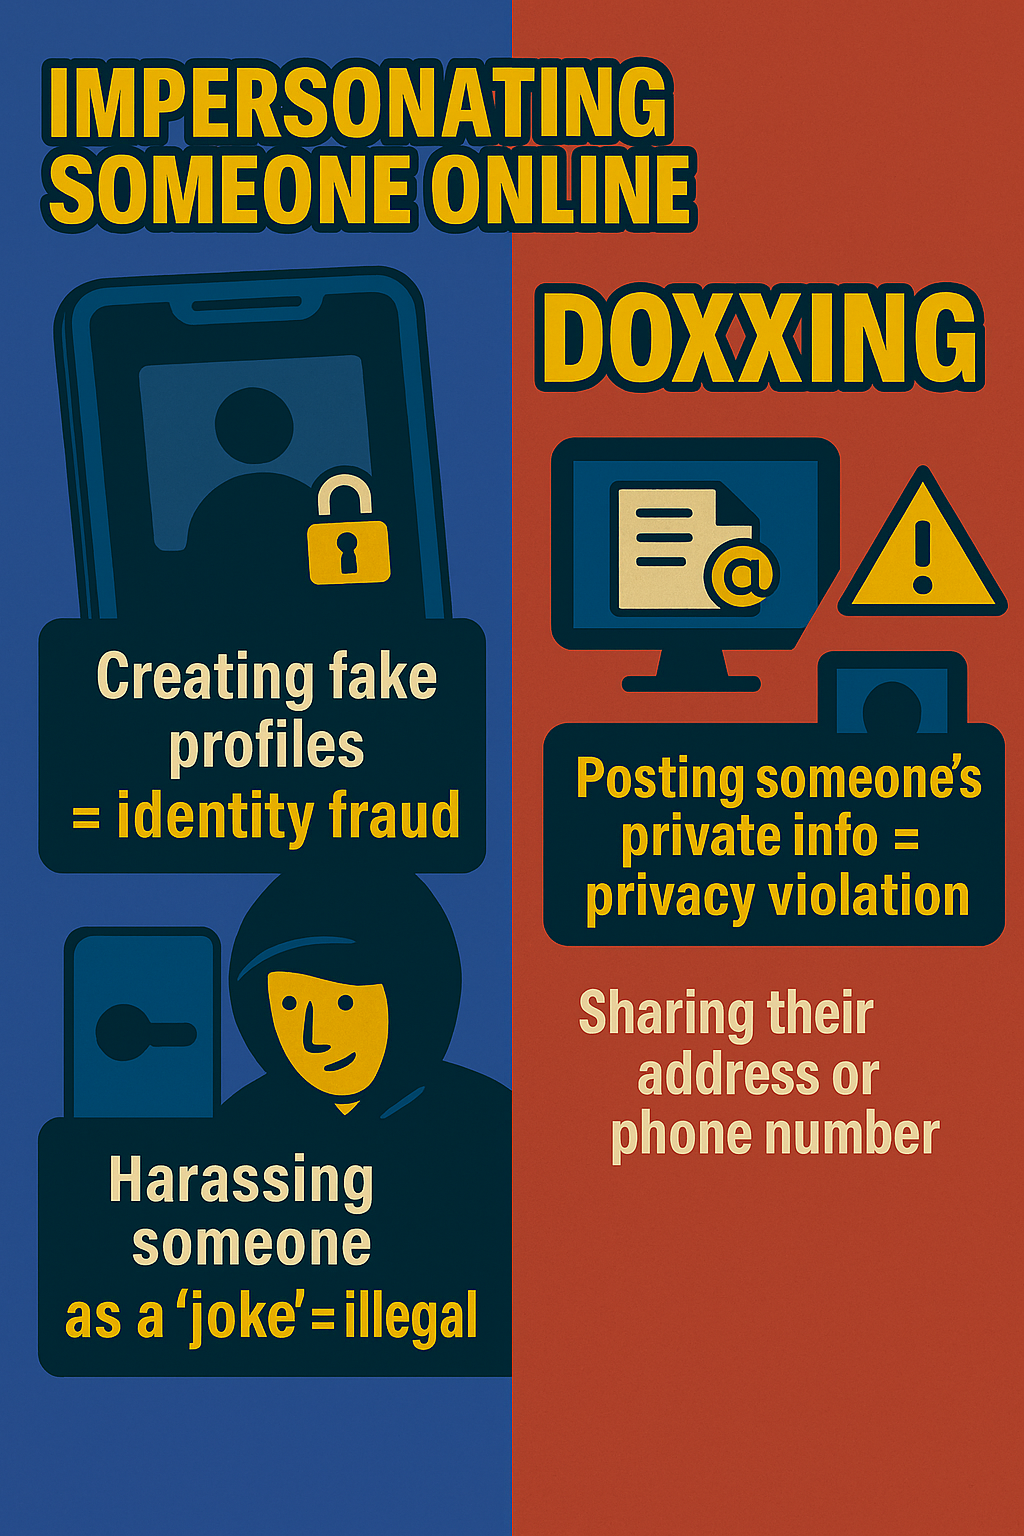 IMPERSONATING
SOMEONE ONLINE
Creating fake
profiles
= identity fraud
Harassing
someone
as a ‘joke’ = illegal
DOXXING
@
Posting someone’s
private info =
privacy violation
Sharing their
address or
phone number